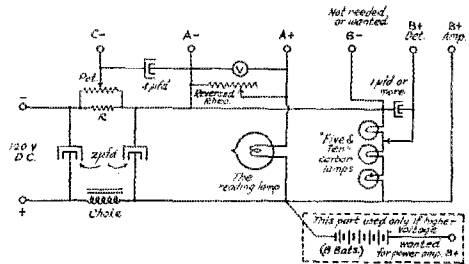 Not needed,
or wanted
C-
A-
A+
B-
B+
Det.
B+
Amp.
Pot.
4 μfd
V
Reversed
Rheo.
1 μfd or
more
-
R
120 V
D.C.
2 μfd
"Five &
Ten"
carbon
lamps
The
reading lamp
+
Choke
This part used only if higher
voltage
wanted
(B Bats.)
for power amp. B+